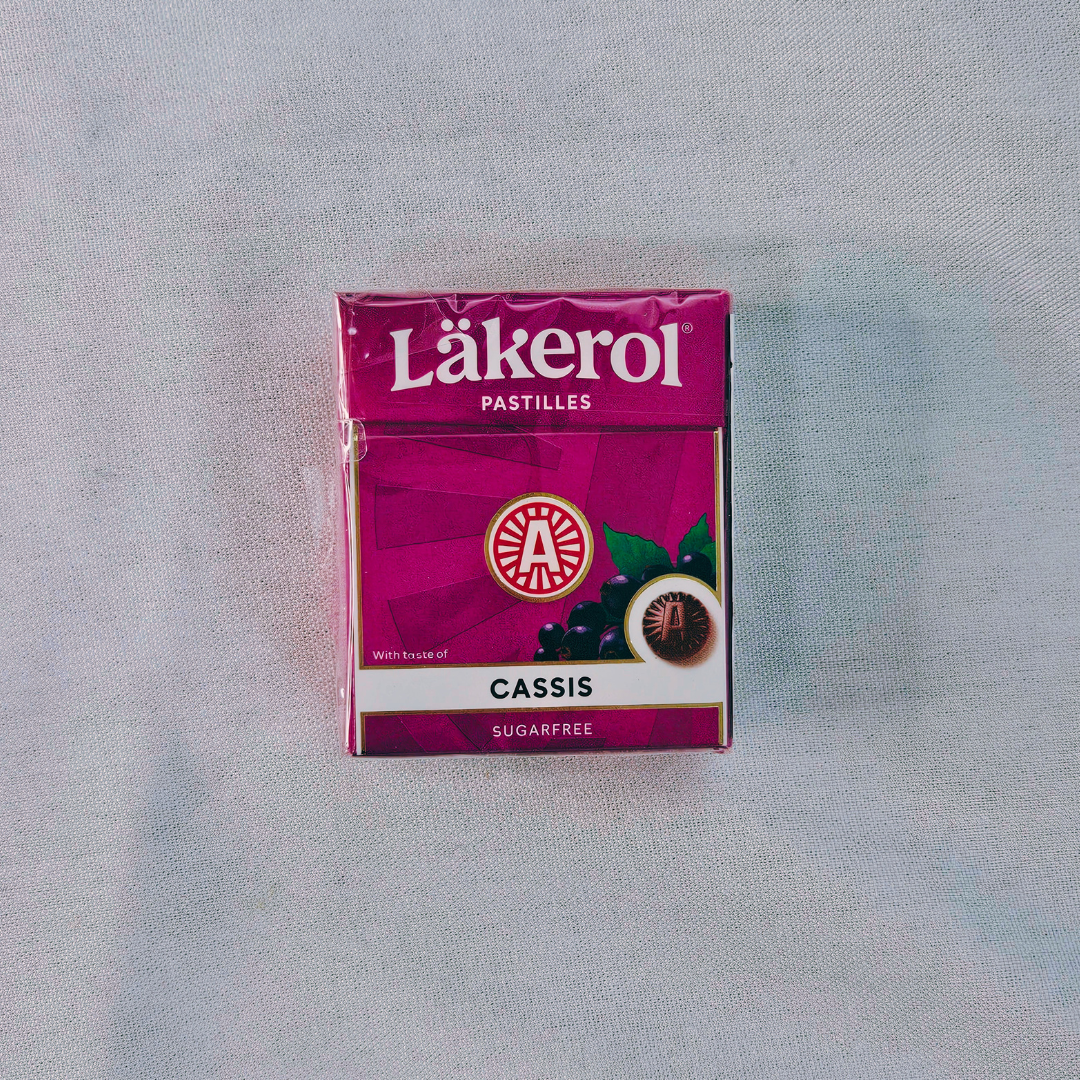 Läkerol®
PASTILLES
A
A
With taste of
CASSIS
SUGARFREE